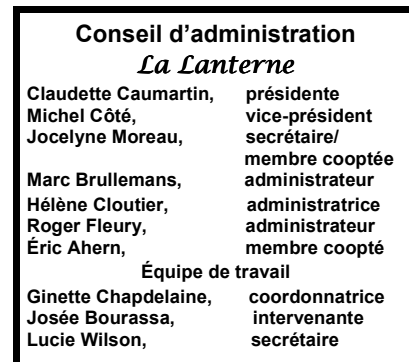 Conseil d’administration
La Lanterne
Claudette Caumartin, présidente
Michel Côté, vice-président
Jocelyne Moreau, secrétaire/
membre cooptée
Marc Brullemans, administrateur
Hélène Cloutier, administratrice
Roger Fleury, administrateur
Éric Ahern, membre coopté
Équipe de travail
Ginette Chapdelaine, coordonnatrice
Josée Bourassa, intervenante
Lucie Wilson, secrétaire